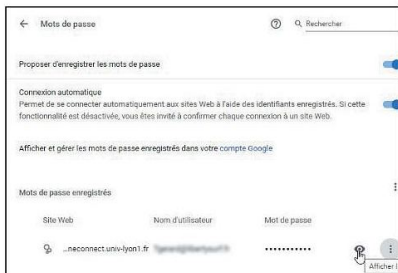 Mots de passe
Rechercher
Proposer d'enregistrer les mots de passe
Connexion automatique
Permet de se connecter automatiquement aux sites Web à l'aide des identifiants enregistrés. Si cette
fonctionnalité est désactivée, vous êtes invité à confirmer chaque connexion à un site Web.
Afficher et gérer les mots de passe enregistrés dans votre compte Google
Mots de passe enregistrés
Site Web Nom d'utilisateur Mot de passe
...neconnect.univ-lyon1.fr ••••••••••
Afficher l